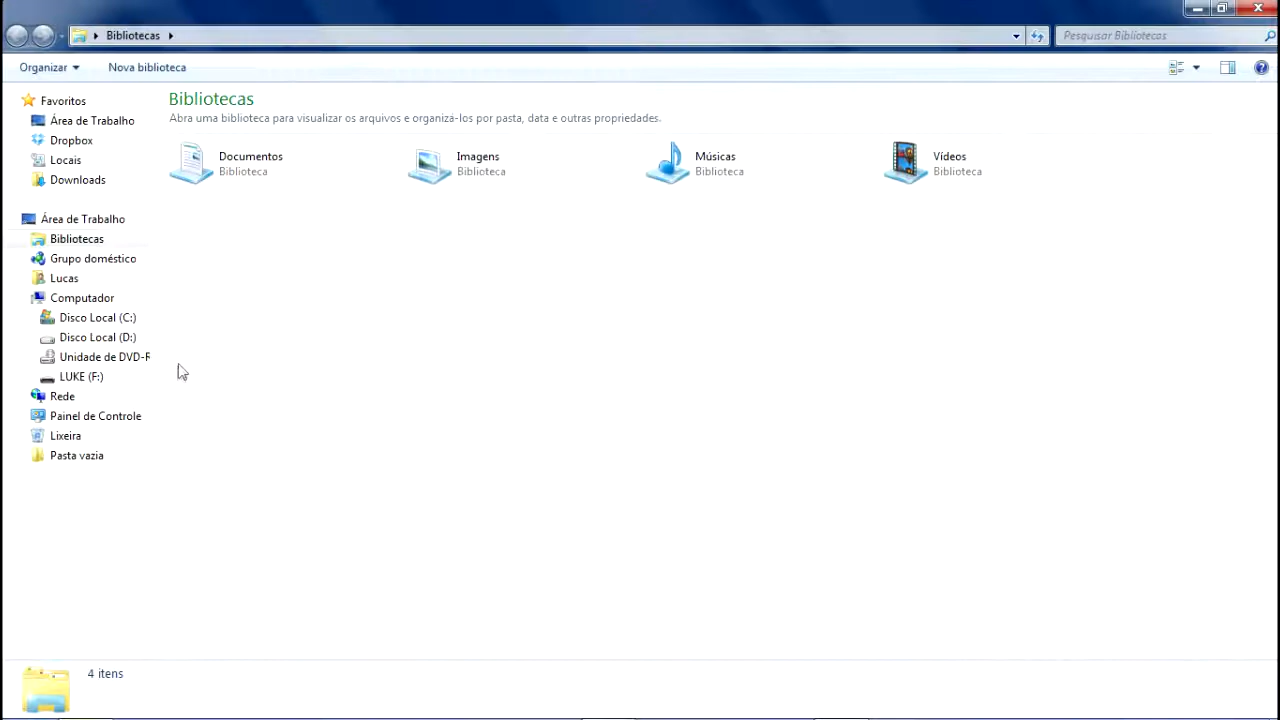 Bibliotecas
Pesquisar Bibliotecas
Organizar
Nova biblioteca
Favoritos
Área de Trabalho
Dropbox
Locais
Downloads
Área de Trabalho
Bibliotecas
Grupo doméstico
Lucas
Computador
Disco Local (C:)
Disco Local (D:)
Unidade de DVD-R
LUKE (F:)
Rede
Painel de Controle
Lixeira
Pasta vazia
Bibliotecas
Abra uma biblioteca para visualizar os arquivos e organizá-los por pasta, data e outras propriedades.
Documentos
Biblioteca
Imagens
Biblioteca
Músicas
Biblioteca
Vídeos
Biblioteca
4 itens